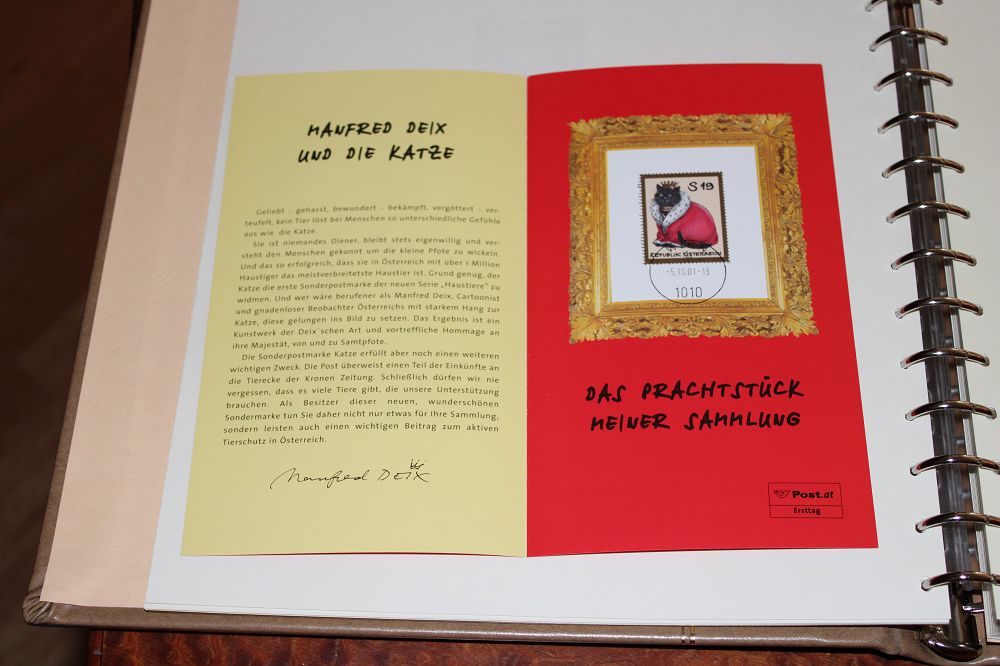 MANFRED DEIX
UND DIE KATZE
Geliebt - gehasst, bewundert - bekämpft, vergöttert - ver-
teufelt, kein Tier löst bei Menschen so unterschiedliche Gefühle
aus wie die Katze.
Sie ist niemandes Diener, bleibt stets eigenwillig und ver-
steht den Menschen gekonnt um die kleine Pfote zu wickeln.
Und das so erfolgreich, dass sie in Österreich mit über 1 Million
Haustiger das meistverbreitetste Haustier ist. Grund genug, der
Katze die erste Sonderpostmarke der neuen Serie „Haustiere" zu
widmen. Und wer wäre berufener als Manfred Deix, Cartoonist
und gnadenloser Beobachter Österreichs mit starkem Hang zur
Katze, diese gelungen ins Bild zu setzen. Das Ergebnis ist ein
Kunstwerk der Deix´schen Art und vortreffliche Hommage an
ihre Majestät, von und zu Samtpfote.
Die Sonderpostmarke Katze erfüllt aber noch einen weiteren
wichtigen Zweck. Die Post überweist einen Teil der Einkünfte an
die Tierecke der Kronen Zeitung. Schließlich dürfen wir nie
vergessen, dass es viele Tiere gibt, die unsere Unterstützung
brauchen. Als Besitzer dieser neuen, wunderschönen
Sondermarke tun Sie daher nicht nur etwas für Ihre Sammlung,
sondern leisten auch einen wichtigen Beitrag zum aktiven
Tierschutz in Österreich.
Manfred DEIX
S 19
REPUBLIK ÖSTERREICH
-5.10.01-13
1010
DAS PRACHTSTÜCK
MEINER SAMMLUNG
Post.at
Ersttag